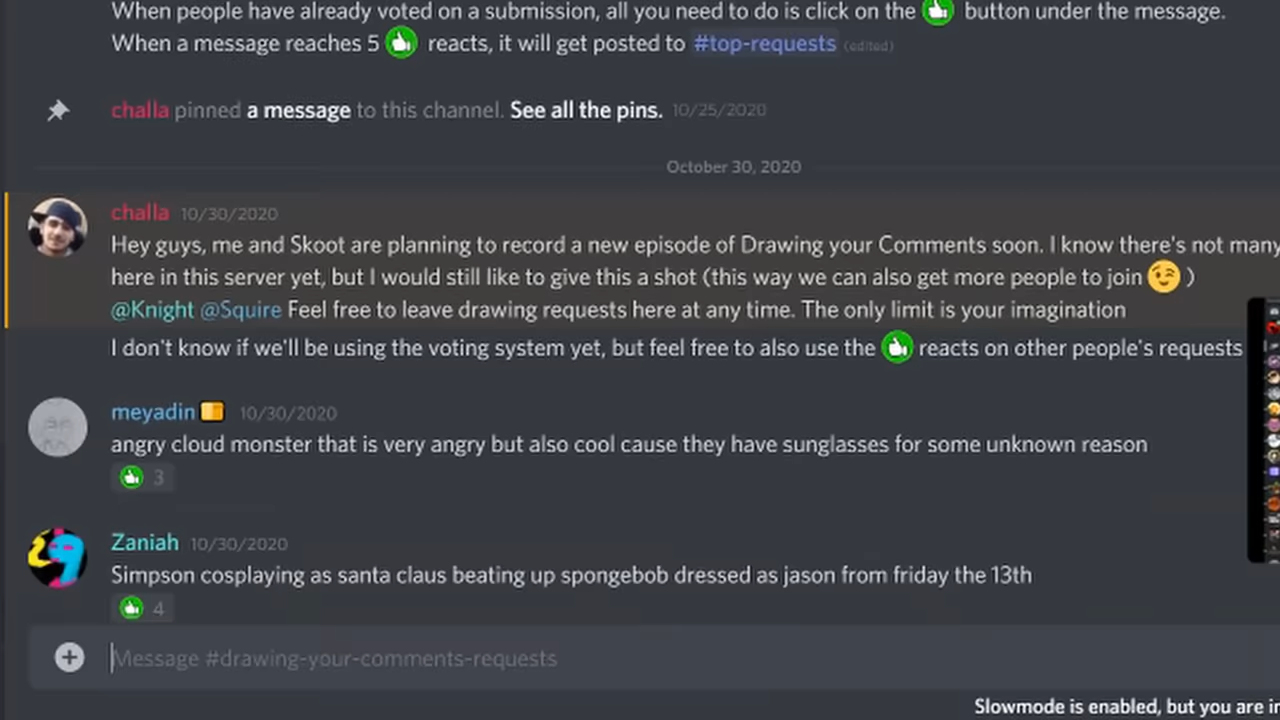 When people have already voted on a submission, all you need to do is click on the button under the message.
When a message reaches 5 reacts, it will get posted to #top-requests (edited)
challa pinned a message to this channel. See all the pins. 10/25/2020
October 30, 2020
challa 10/30/2020
Hey guys, me and Skoot are planning to record a new episode of Drawing your Comments soon. I know there's not many
here in this server yet, but I would still like to give this a shot (this way we can also get more people to join 😉 )
@Knight @Squire Feel free to leave drawing requests here at any time. The only limit is your imagination
I don't know if we'll be using the voting system yet, but feel free to also use the reacts on other people's requests
meyadin 10/30/2020
angry cloud monster that is very angry but also cool cause they have sunglasses for some unknown reason
3
Zaniah 10/30/2020
Simpson cosplaying as santa claus beating up spongebob dressed as jason from friday the 13th
4
Message #drawing-your-comments-requests
Slowmode is enabled, but you are